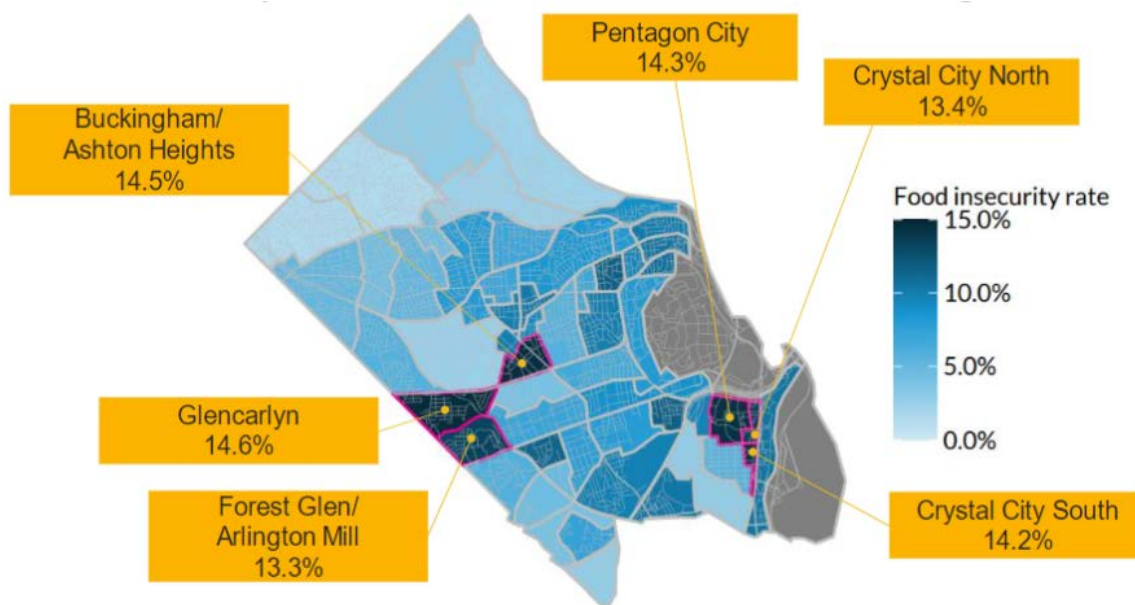 Pentagon City
14.3%
Crystal City North
13.4%
Buckingham/
Ashton Heights
14.5%
Food insecurity rate
15.0%
10.0%
5.0%
0.0%
Glencarlyn
14.6%
Forest Glen/
Arlington Mill
13.3%
Crystal City South
14.2%